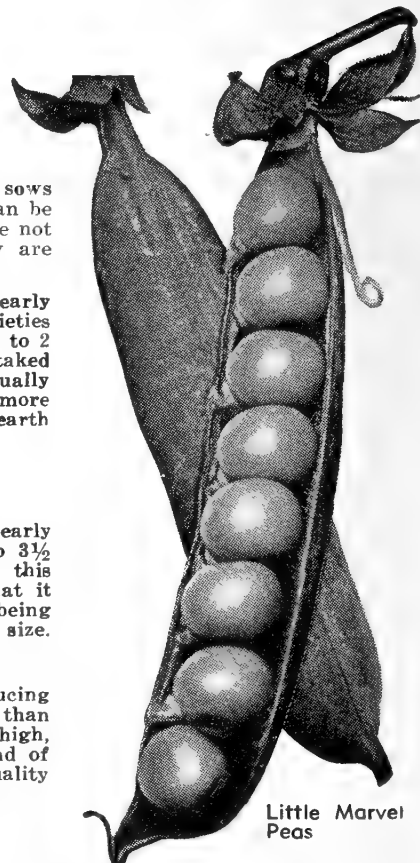 sows
an be
e not
are
early
ieties
to 2
taked
ually
more
earth
early
3½
this
at it
being
size.
ucing
than
high,
nd of
uality
Little Marvel
Peas